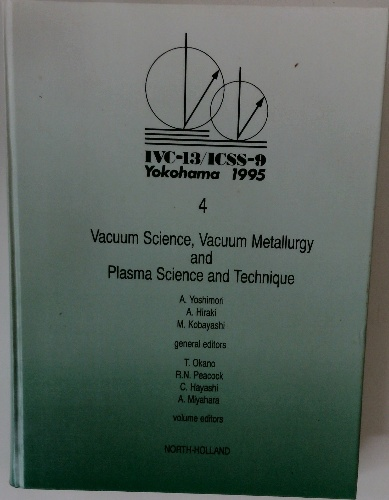 IVC-13/ICSS-9
Yokohama 1995
4
Vacuum Science, Vacuum Metallurgy
and
Plasma Science and Technique
A. Yoshimori
A. Hiraki
M. Kobayashi
general editors
T. Okano
R.N. Peacock
C. Hayashi
A. Miyahara
volume editors
NORTH-HOLLAND